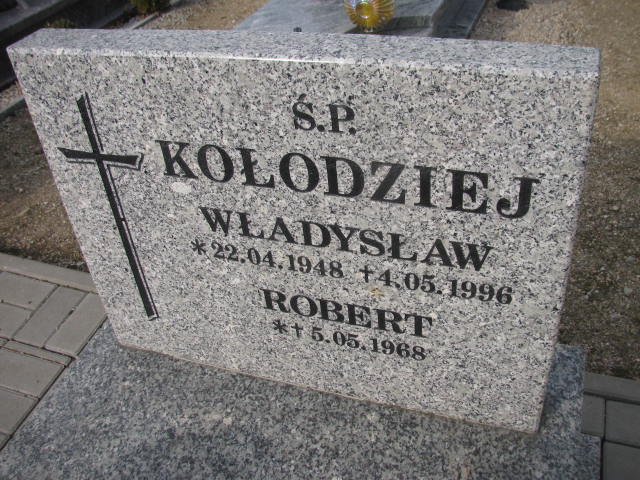 Ś.P.
KOŁODZIEJ
WŁADYSŁAW
*22.04.1948 †4.05.1996
ROBERT
*† 5.05.1968